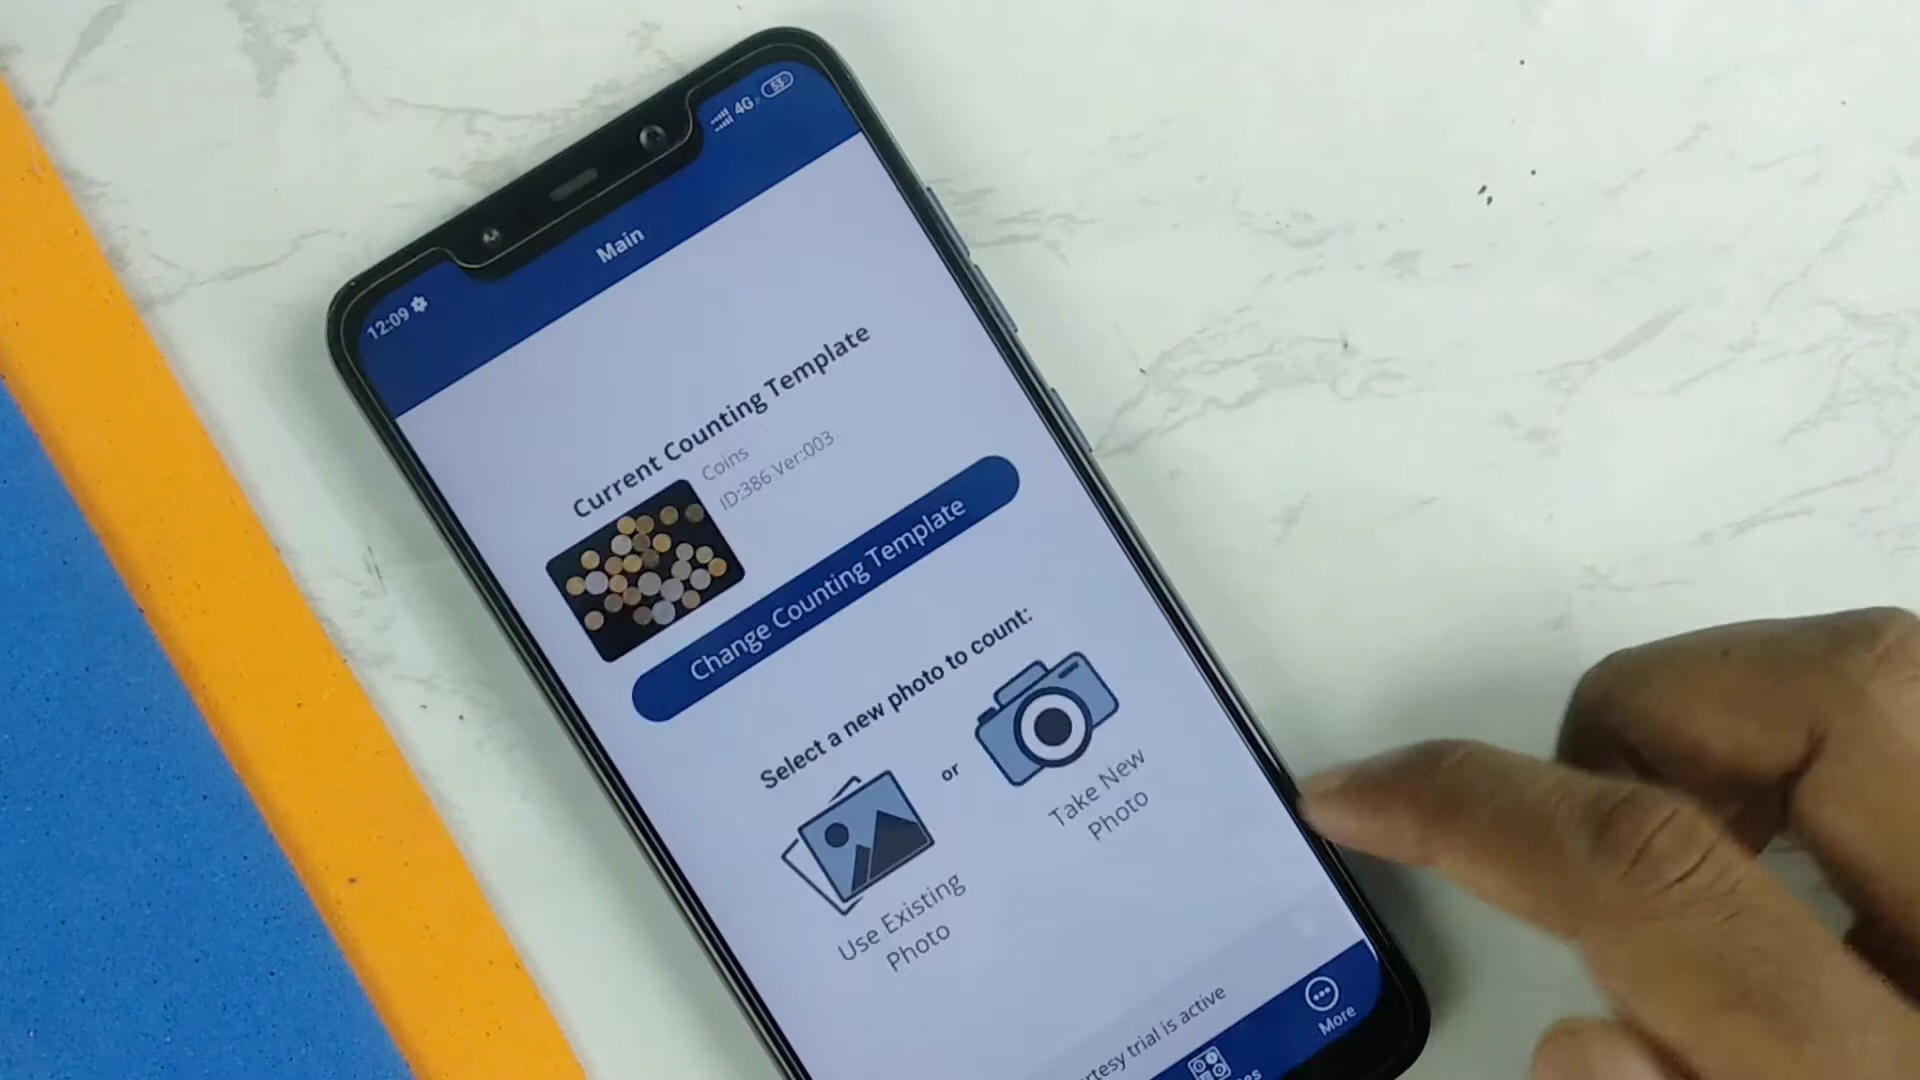 12:09
4G
53
Main
Current Counting Template
Coins
ID:386 Ver:003
Change Counting Template
Select a new photo to count:
Use Existing
Photo
or
Take New
Photo
trial is active
More